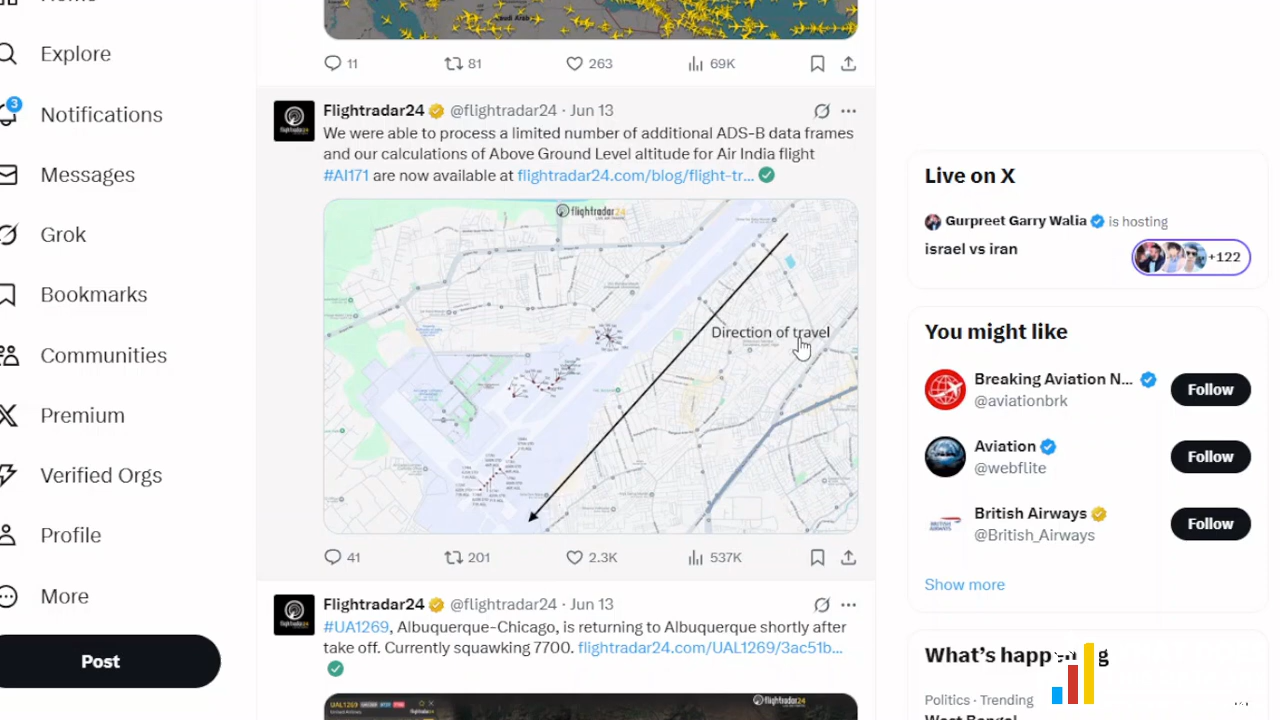 Home
Explore
3
Notifications
Messages
Grok
Bookmarks
Communities
Premium
Verified Orgs
Profile
More
Post
11 81 263 69K
Flightradar24 @flightradar24 · Jun 13
We were able to process a limited number of additional ADS-B data frames
and our calculations of Above Ground Level altitude for Air India flight
#AI171 are now available at flightradar24.com/blog/flight-tr...
flightradar24
Direction of travel
41 201 2.3K 537K
Flightradar24 @flightradar24 · Jun 13
#UA1269, Albuquerque-Chicago, is returning to Albuquerque shortly after
take off. Currently squawking 7700. flightradar24.com/UAL1269/3ac51b...
UAL1269
flightradar24
Live on X
Gurpreet Garry Walia is hosting
israel vs iran
+122
You might like
Breaking Aviation N...
@aviationbrk
Follow
Aviation
@webflite
Follow
British Airways
@British_Airways
Follow
Show more
What's happening
Politics · Trending
West Bengal